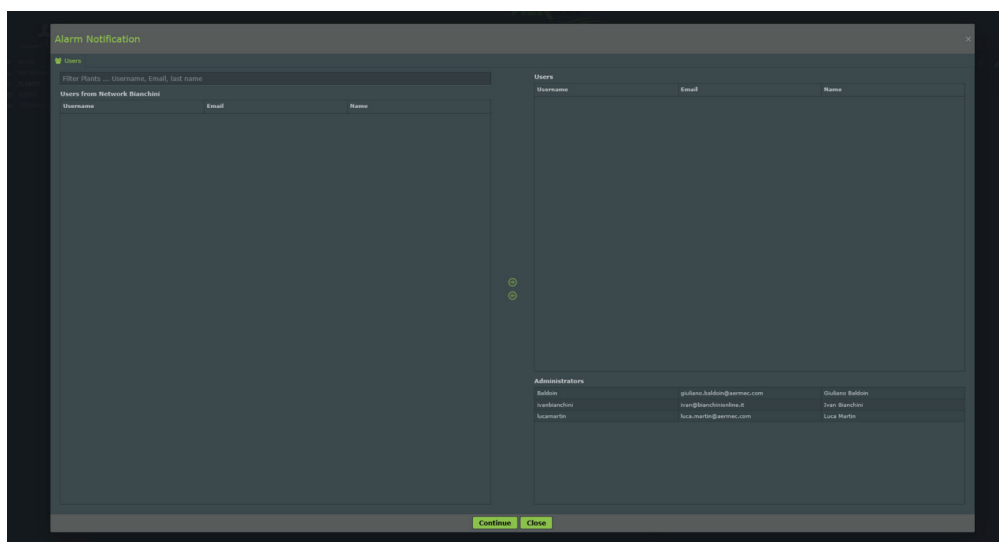 Alarm Notification
×
Users
Filter Plants ... Username, Email, last name
Users from Network Bianchini
Username Email Name
Users
Username Email Name
Administrators
Baldoin giuliano.baldoin@aermec.com Giuliano Baldoin
ivanbianchini ivan@bianchinionline.it Ivan Bianchini
lucamartin luca.martin@aermec.com Luca Martin
Continue Close